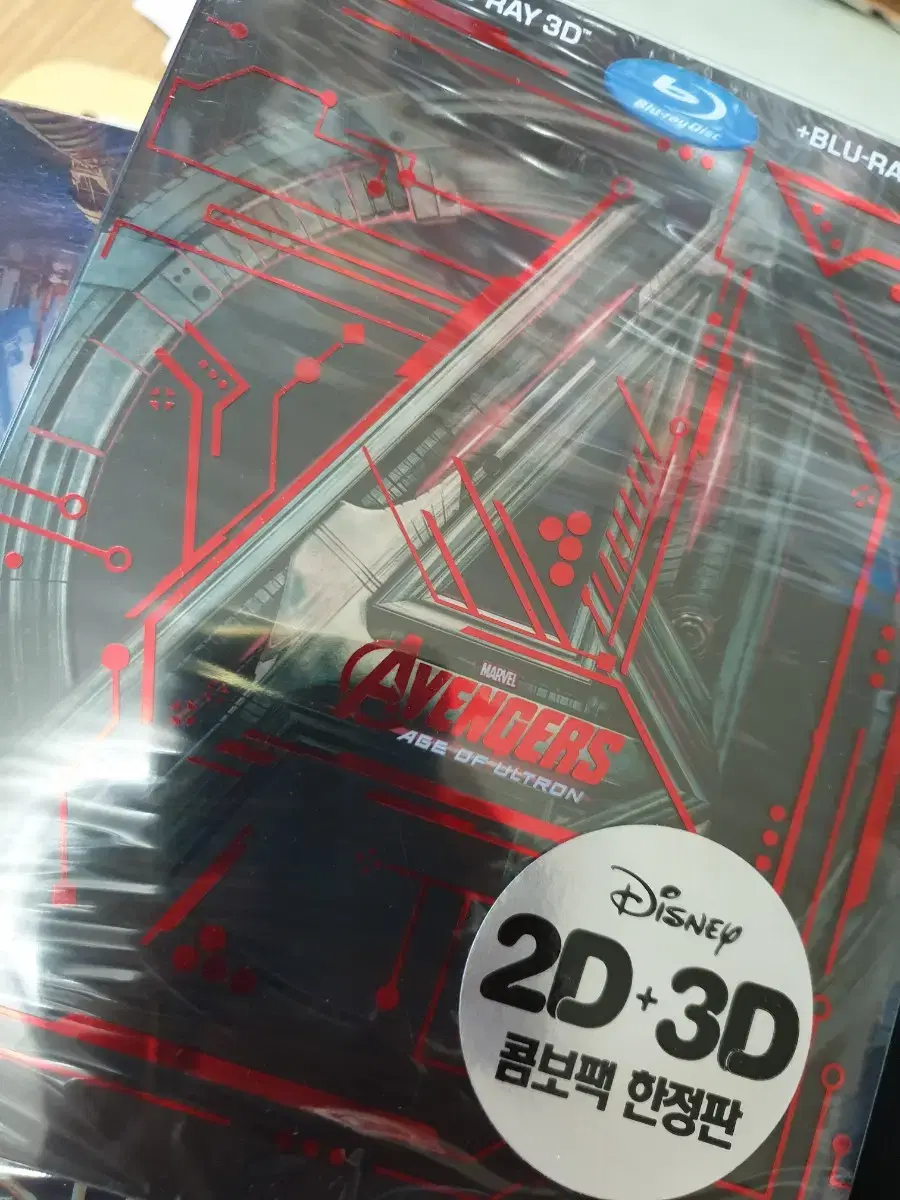 RAY 3D™
Blu-ray Disc
+BLU-RA
MARVEL
AVENGERS
AGE OF ULTRON
Disney
2D+3D
콤보팩 한정판